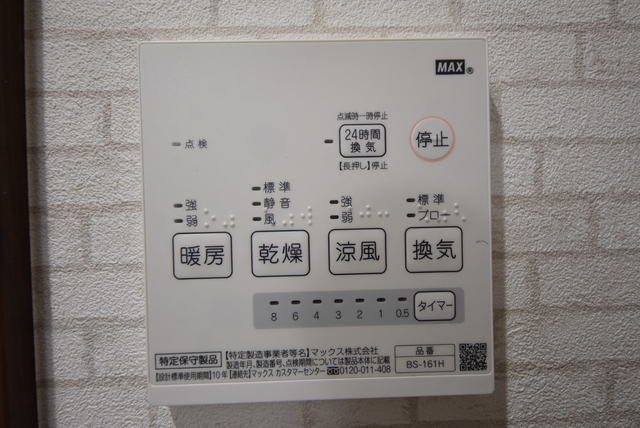 MAX®
点検
点滅時一時停止
24時間
換気
【長押し】停止
停止
強
弱
標準
静音
風
強
弱
標準
ブロー
暖房
乾燥
涼風
換気
8 6 4 3 2 1 0.5
タイマー
特定保守製品
【特定製造事業者等名】マックス株式会社
製造年月、製造番号、点検期間については製品本体に記載
【設計標準使用期間】10年【連絡先】マックス カスタマーセンター 0120-011-408
品番
BS-161H